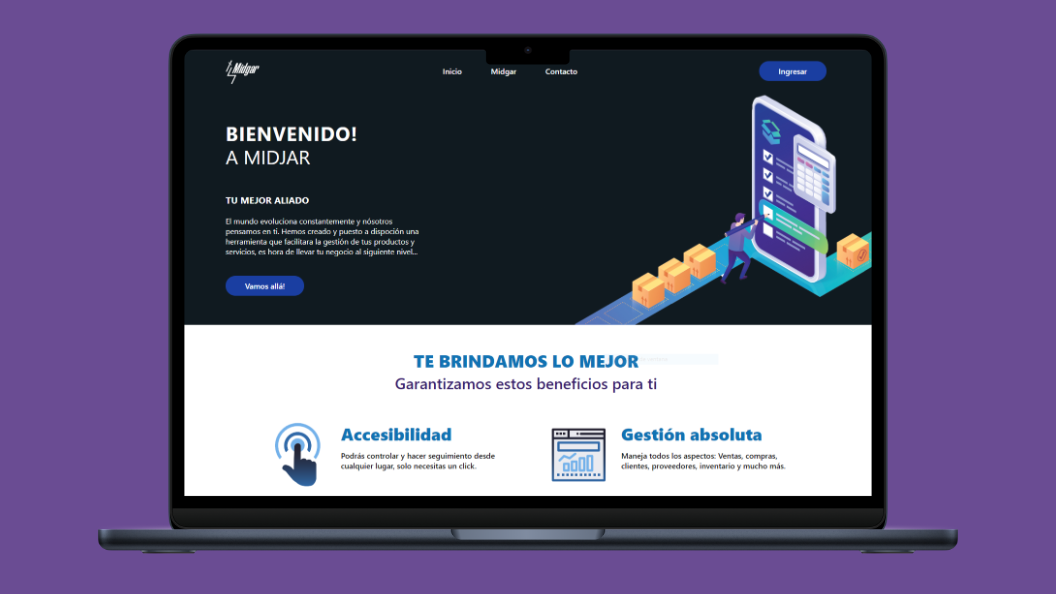 Midgar
Inicio Midgar Contacto
Ingresar
BIENVENIDO!
A MIDJAR
TU MEJOR ALIADO
El mundo evoluciona constantemente y nósotros
pensamos en ti. Hemos creado y puesto a dispoción una
herramienta que facilitara la gestión de tus productos y
servicios, es hora de llevar tu negocio al siguiente nivel...
Vamos allá!
TE BRINDAMOS LO MEJOR
Garantizamos estos beneficios para ti
Accesibilidad
Podrás controlar y hacer seguimiento desde
cualquier lugar, solo necesitas un click.
Gestión absoluta
Maneja todos los aspectos: Ventas, compras,
clientes, proveedores, inventario y mucho más.